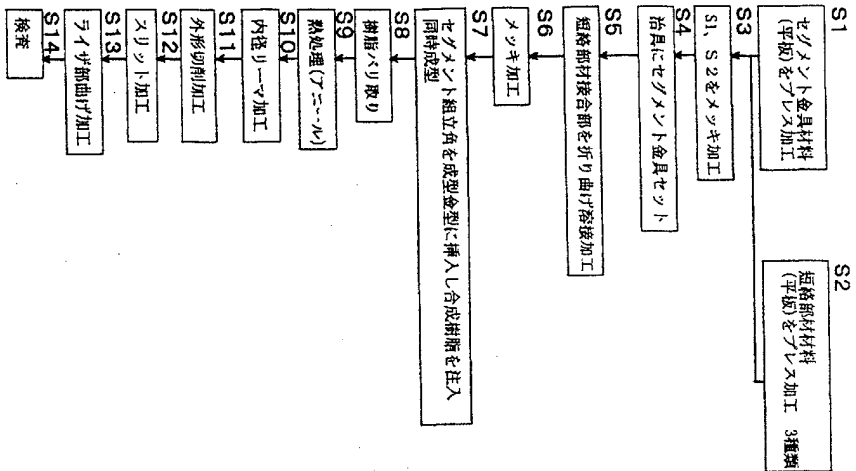 S1
セグメント金具材料
(平板)をプレス加工
S2
短絡部材材料
(平板)をプレス加工 3種類
S3
S1、S2をメッキ加工
S4
治具にセグメント金具セット
S5
短絡部材接合部を折り曲げ溶接加工
S6
メッキ加工
S7
セグメント組立角を成型金型に挿入し合成樹脂を注入
同時成型
S8
樹脂バリ取り
S9
熱処理(アニール)
S10
内径リーマ加工
S11
外形切削加工
S12
スリット加工
S13
ライザ部曲げ加工
S14
検査